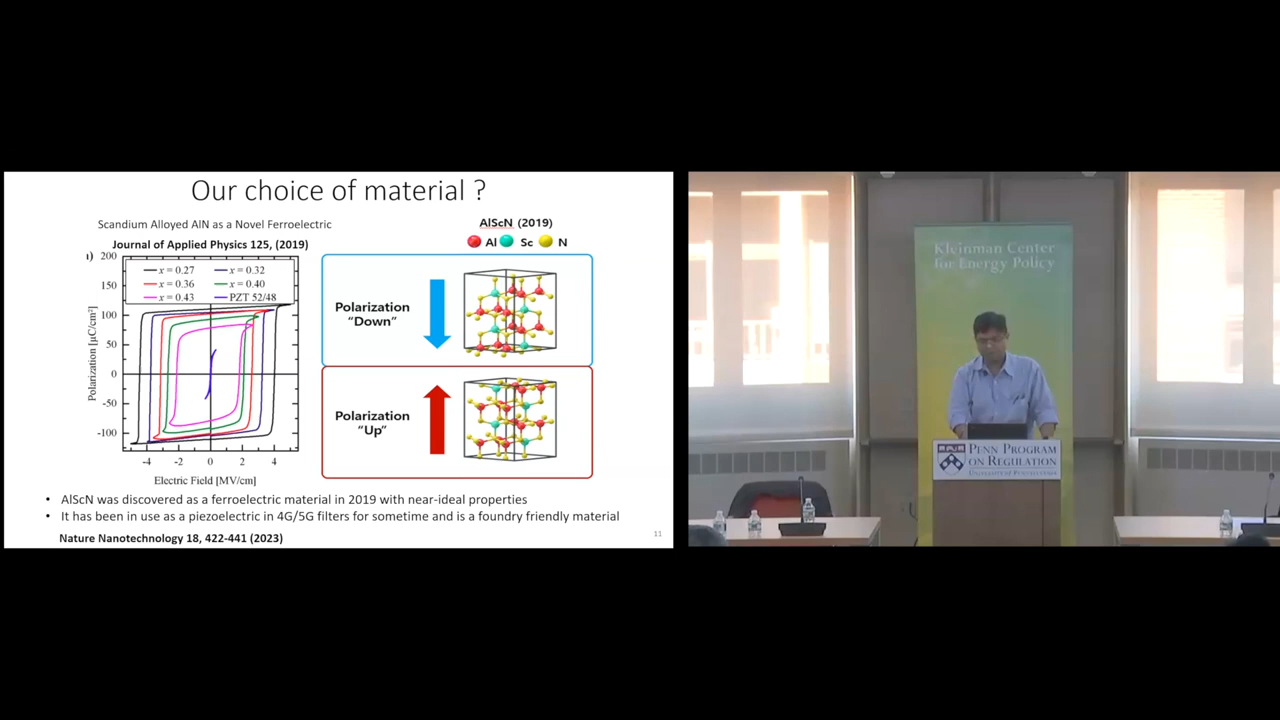 Our choice of material ?
Scandium Alloyed AlN as a Novel Ferroelectric
Journal of Applied Physics 125, (2019)
AlScN (2019)
Al Sc N
x = 0.27
x = 0.32
x = 0.36
x = 0.40
x = 0.43
PZT 52/48
200
150
100
50
0
-50
-100
Polarization [μC/cm²]
-4 -2 0 2 4
Electric Field [MV/cm]
Polarization
"Down"
Polarization
"Up"
• AlScN was discovered as a ferroelectric material in 2019 with near-ideal properties
• It has been in use as a piezoelectric in 4G/5G filters for sometime and is a foundry friendly material
Nature Nanotechnology 18, 422-441 (2023)
11
Kleinman Center
for Energy Policy
PENN PROGRAM
ON REGULATION
UNIVERSITY OF PENNSYLVANIA